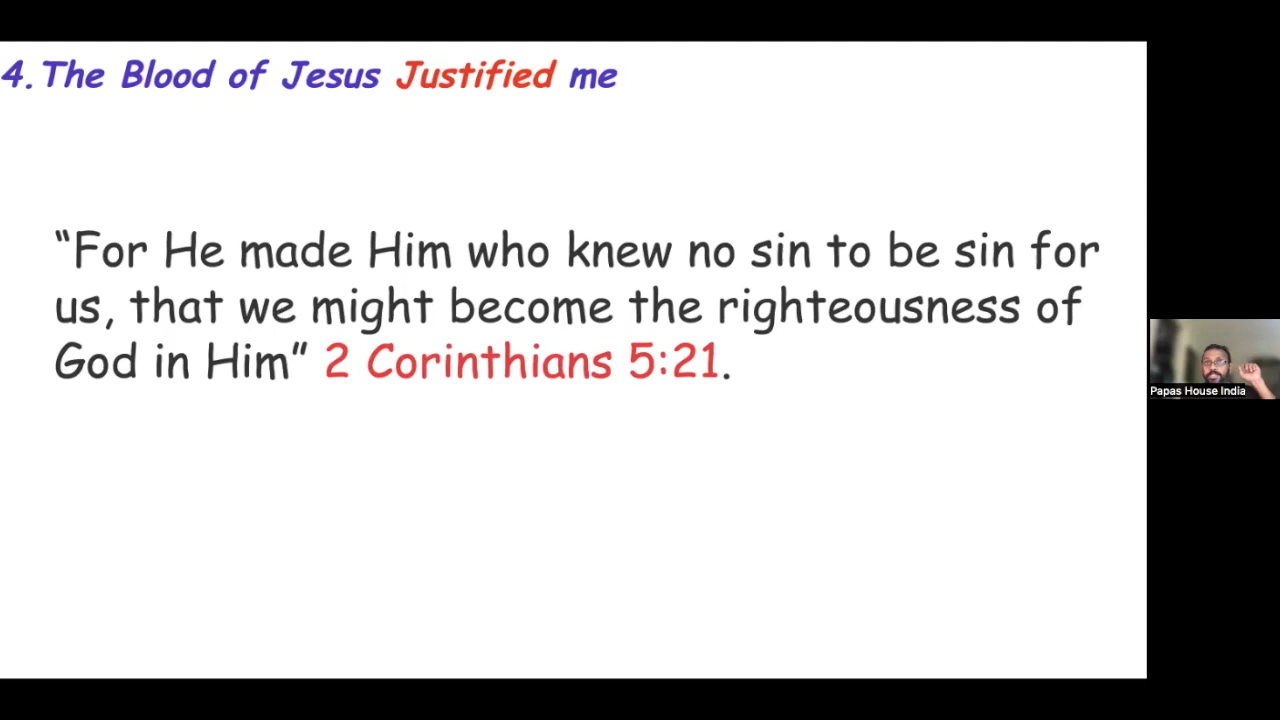 4. The Blood of Jesus Justified me
“For He made Him who knew no sin to be sin for
us, that we might become the righteousness of
God in Him” 2 Corinthians 5:21.
Papas House India